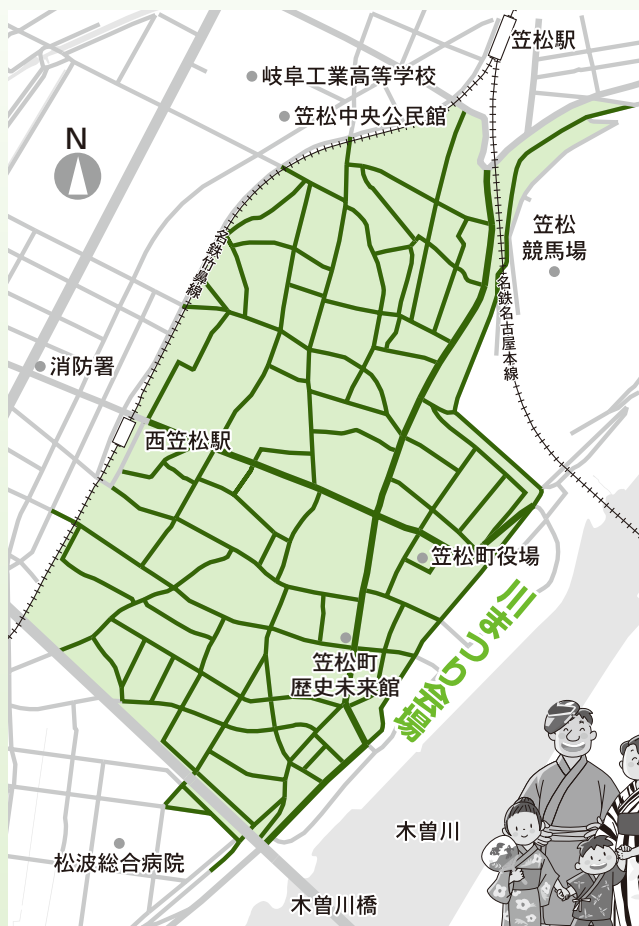 笠松駅
岐阜工業高等学校
笠松中央公民館
N
笠松
競馬場
名鉄竹鼻線
名鉄名古屋本線
消防署
西笠松駅
笠松町役場
川まつり会場
笠松町
歴史未来館
木曽川
松波総合病院
木曽川橋